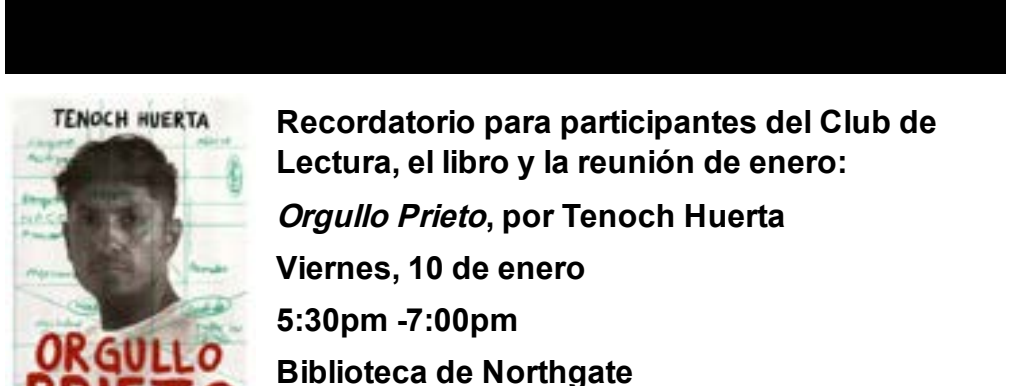 TENOCH HUERTA
ORGULLO
PRIETO
Recordatorio para participantes del Club de
Lectura, el libro y la reunión de enero:
Orgullo Prieto, por Tenoch Huerta
Viernes, 10 de enero
5:30pm -7:00pm
Biblioteca de Northgate